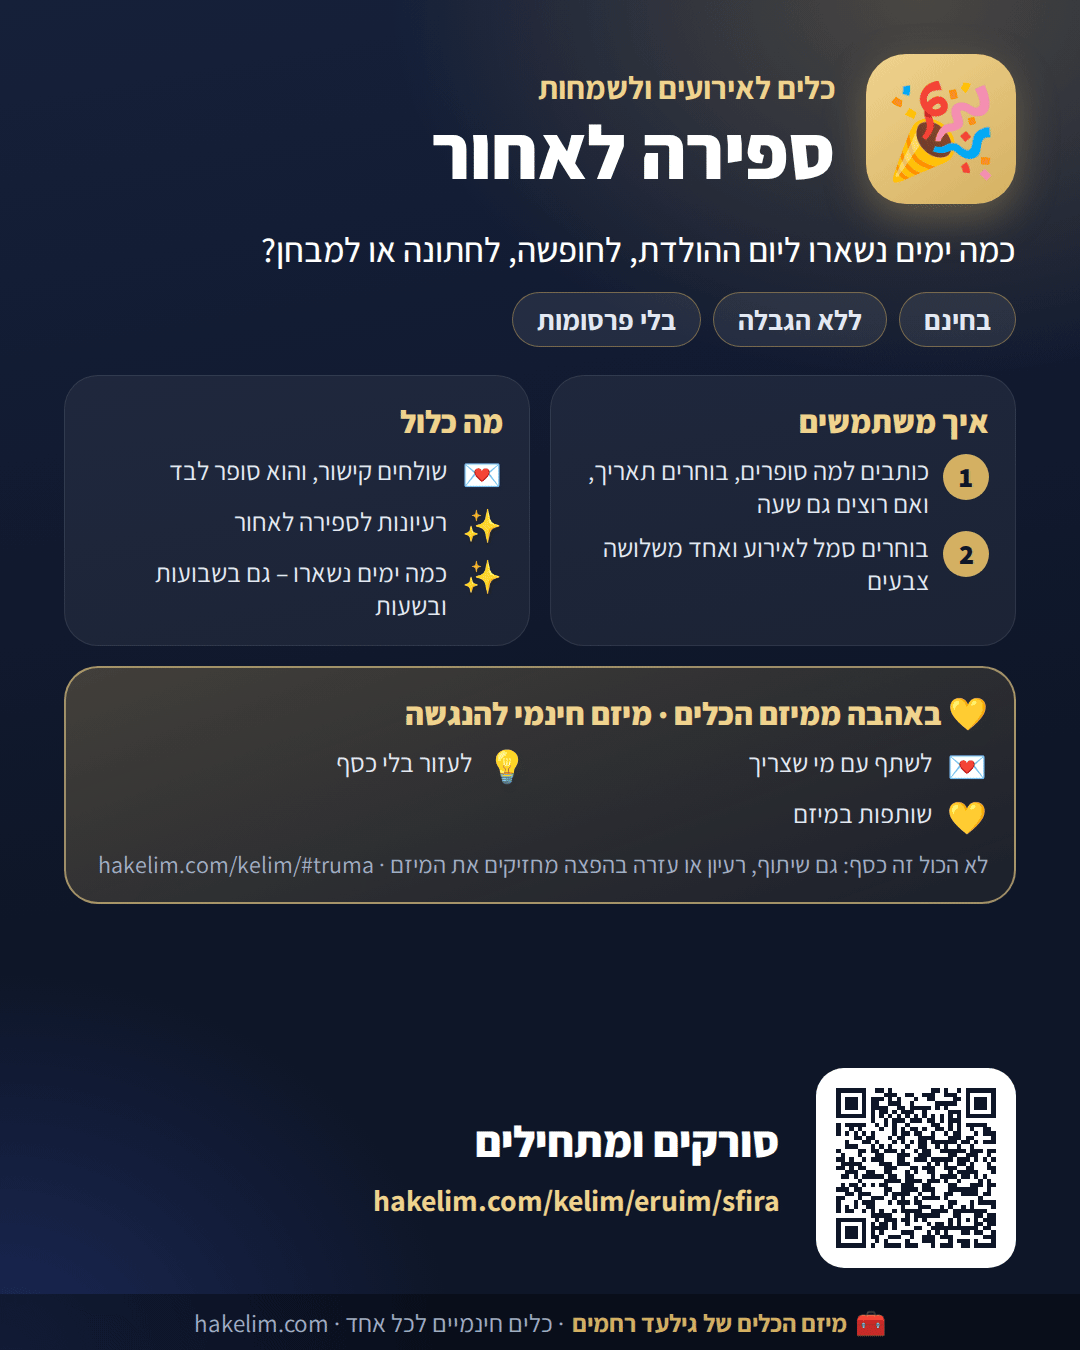 כלים לאירועים ולשמחות
ספירה לאחור
כמה ימים נשארו ליום ההולדת, לחופשה, לחתונה או למבחן?
בחינם
ללא הגבלה
בלי פרסומות
איך משתמשים
1
כותבים למה סופרים, בוחרים תאריך,
ואם רוצים גם שעה
2
בוחרים סמל לאירוע ואחד משלושה
צבעים
מה כלול
שולחים קישור, והוא סופר לבד
רעיונות לספירה לאחור
כמה ימים נשארו – גם בשבועות
ובשעות
באהבה ממיזם הכלים · מיזם חינמי להנגשה
לשתף עם מי שצריך
לעזור בלי כסף
שותפות במיזם
לא הכול זה כסף: גם שיתוף, רעיון או עזרה בהפצה מחזיקים את המיזם · hakelim.com/kelim/#truma
סורקים ומתחילים
hakelim.com/kelim/eruim/sfira
מיזם הכלים של גילעד רחמים · כלים חינמיים לכל אחד · hakelim.com